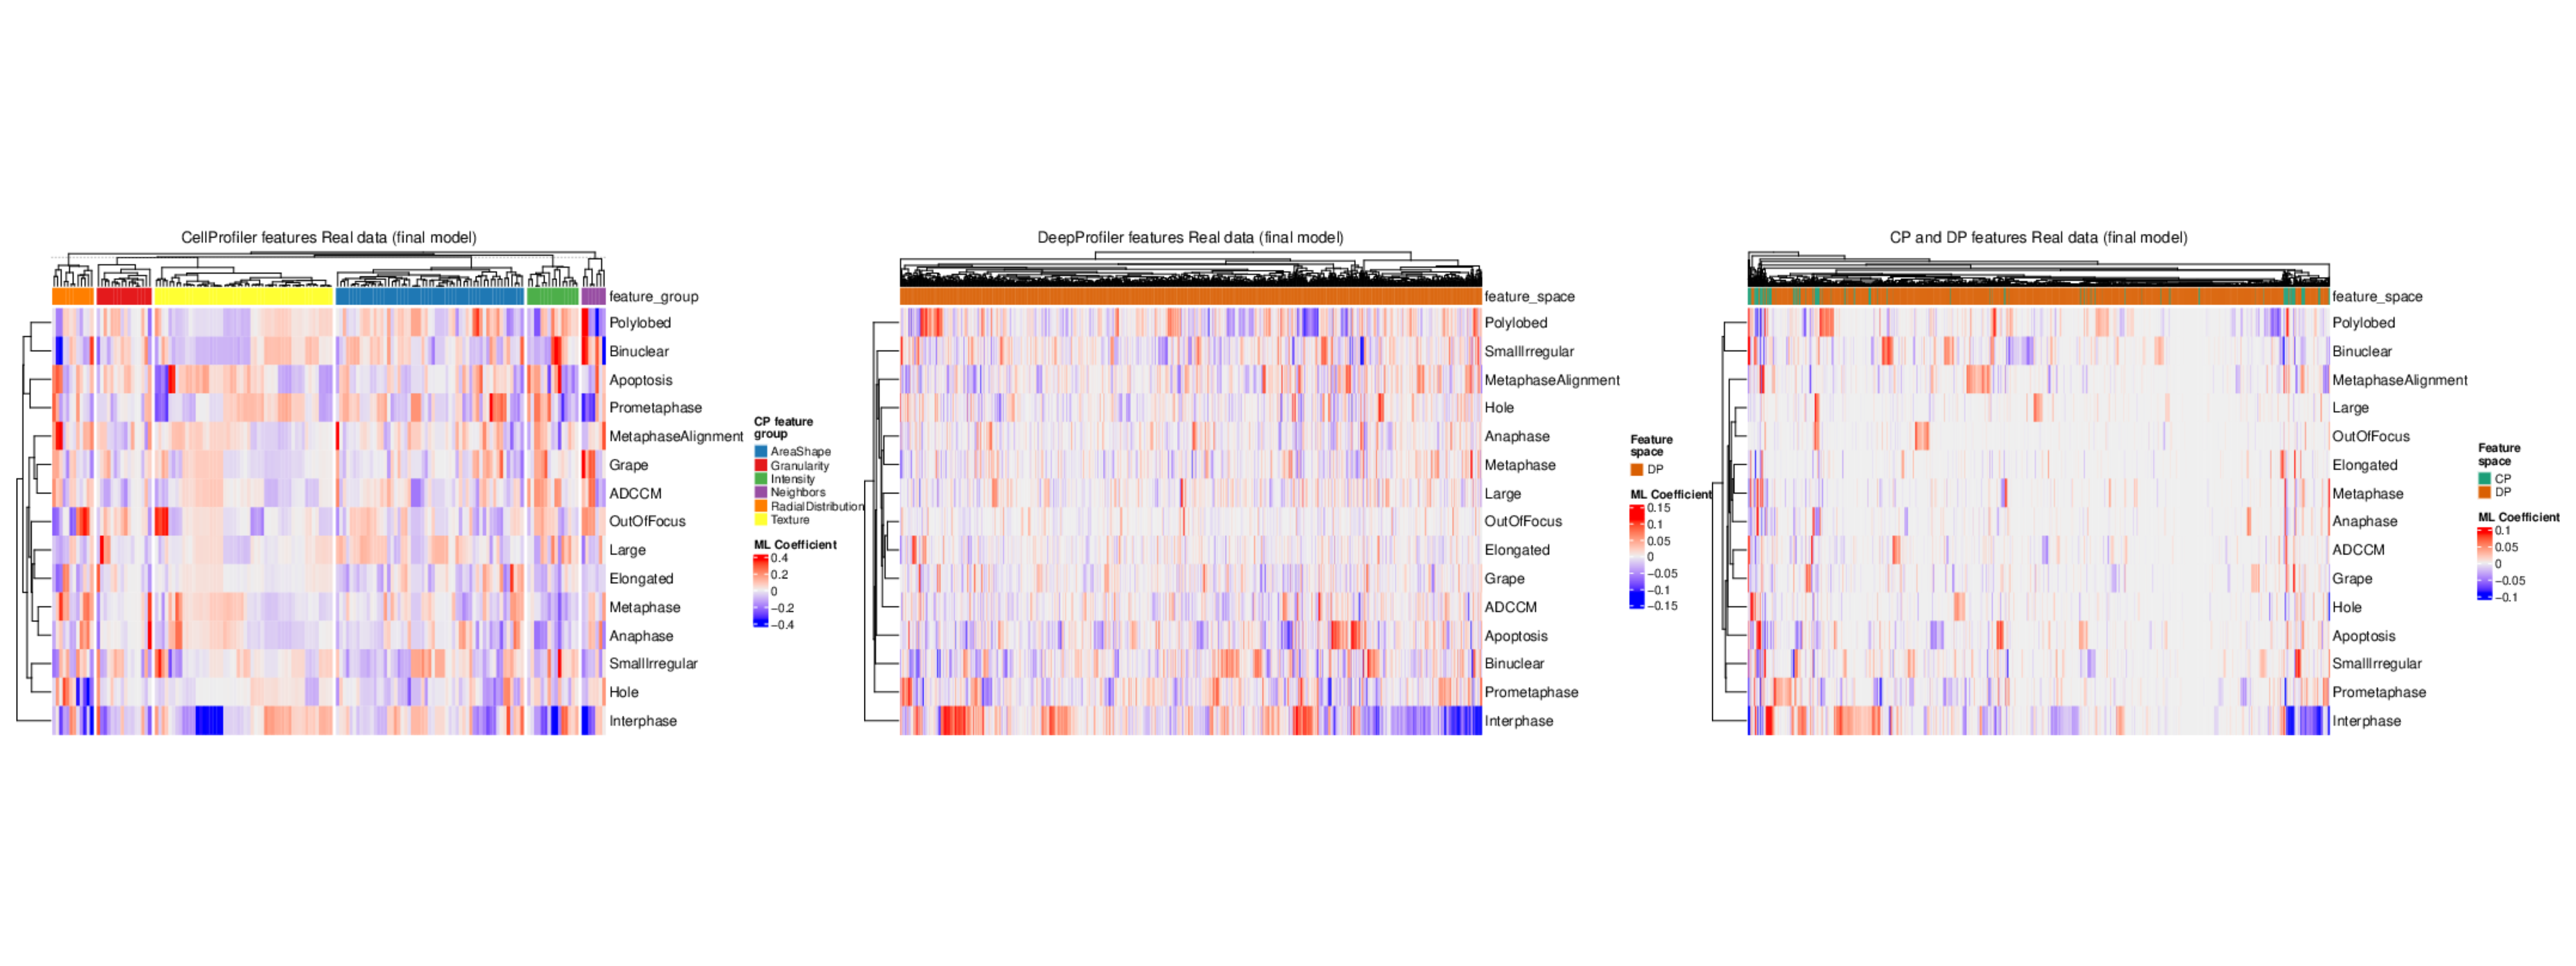 CellProfiler features Real data (final model)
feature_group
Polylobed
Binuclear
Apoptosis
Prometaphase
MetaphaseAlignment
Grape
ADCCM
OutOfFocus
Large
Elongated
Metaphase
Anaphase
SmallIrregular
Hole
Interphase
CP feature
group
AreaShape
Granularity
Intensity
Neighbors
RadialDistribution
Texture
ML Coefficient
0.4
0.2
0
−0.2
−0.4
DeepProfiler features Real data (final model)
feature_space
Polylobed
SmallIrregular
MetaphaseAlignment
Hole
Anaphase
Metaphase
Large
OutOfFocus
Elongated
Grape
ADCCM
Apoptosis
Binuclear
Prometaphase
Interphase
Feature
space
DP
ML Coefficient
0.15
0.1
0.05
0
−0.05
−0.1
−0.15
CP and DP features Real data (final model)
feature_space
Polylobed
Binuclear
MetaphaseAlignment
Large
OutOfFocus
Elongated
Metaphase
Anaphase
ADCCM
Grape
Hole
Apoptosis
SmallIrregular
Prometaphase
Interphase
Feature
space
CP
DP
ML Coefficient
0.1
0.05
0
−0.05
−0.1